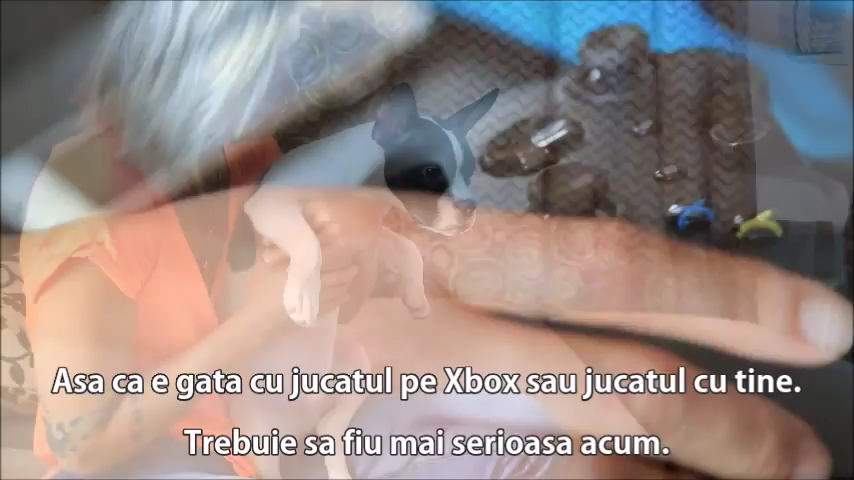 Asa ca e gata cu jucatul pe Xbox sau jucatul cu tine.
Trebuie sa fiu mai serioasa acum.